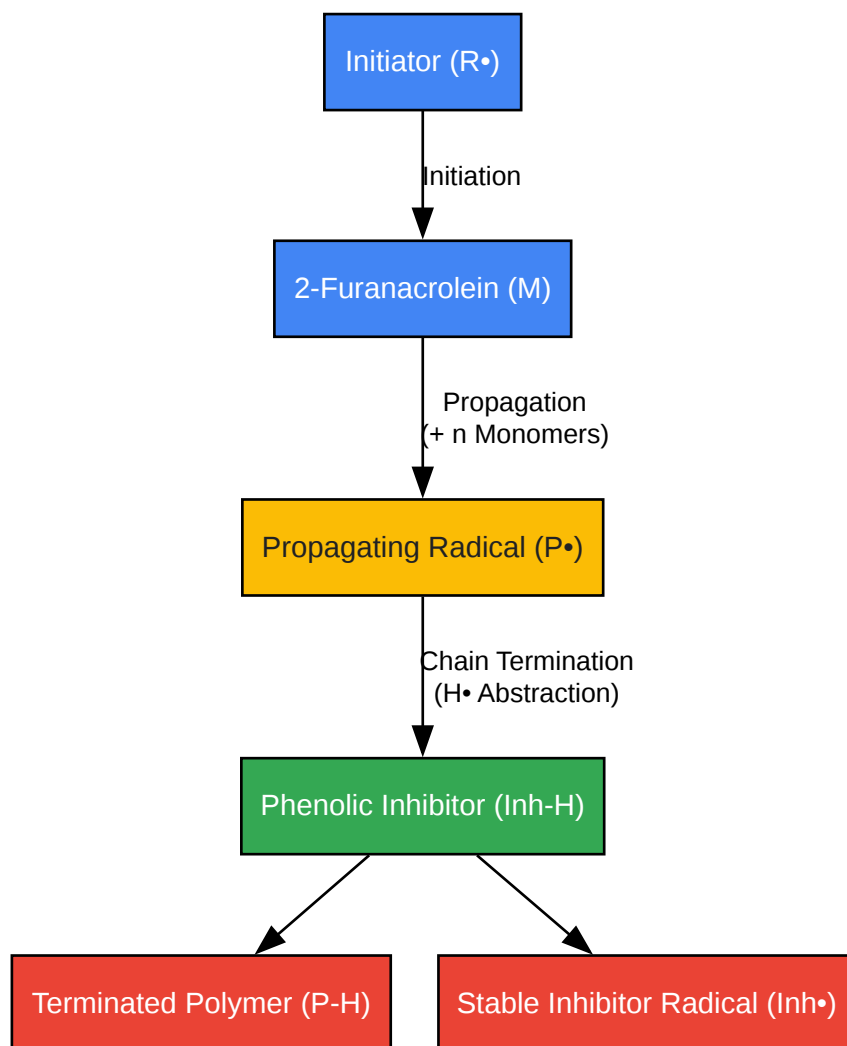 Initiator (R•)
Initiation
2-Furanacrolein (M)
Propagation
(+ n Monomers)
Propagating Radical (P•)
Chain Termination
(H• Abstraction)
Phenolic Inhibitor (Inh-H)
Terminated Polymer (P-H)
Stable Inhibitor Radical (Inh•)